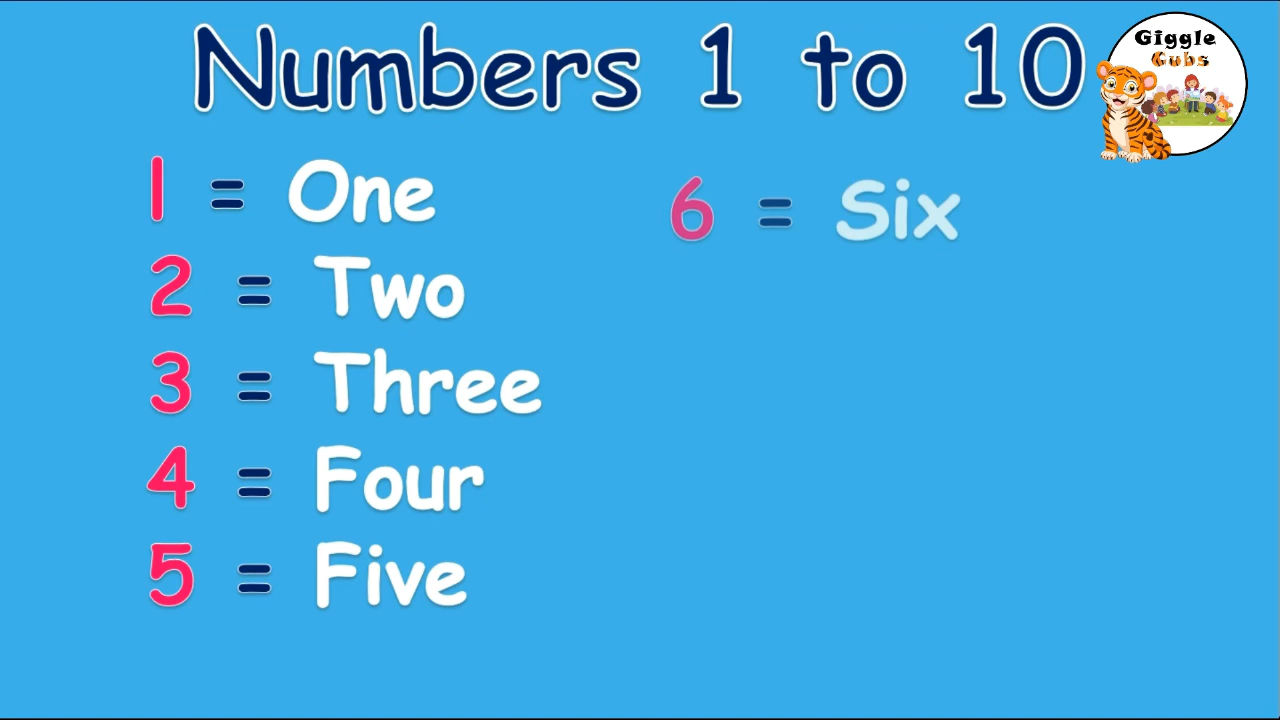 Numbers 1 to 10
Giggle
Cubs
1 = One
2 = Two
3 = Three
4 = Four
5 = Five
6 = Six